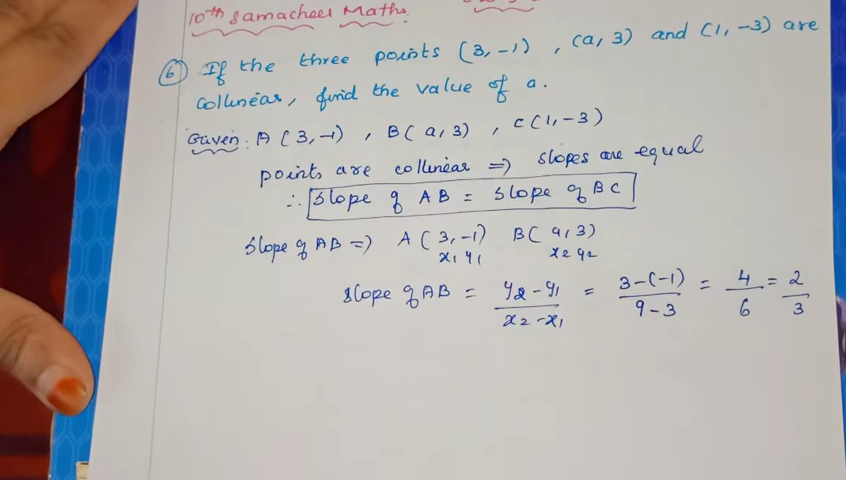 10th Samacheer Maths.
⑥ If the three points (3, -1), (a, 3) and (1, -3) are
collinear, find the value of a.
Given: A(3, -1), B(a, 3), C(1, -3)
points are collinear => slopes are equal
∴ Slope of AB = Slope of BC
Slope of AB => A(3, -1) B(a, 3)
x₁ y₁ x₂ y₂
Slope of AB = y₂ - y₁ / x₂ - x₁ = 3 - (-1) / 9 - 3 = 4 / 6 = 2 / 3